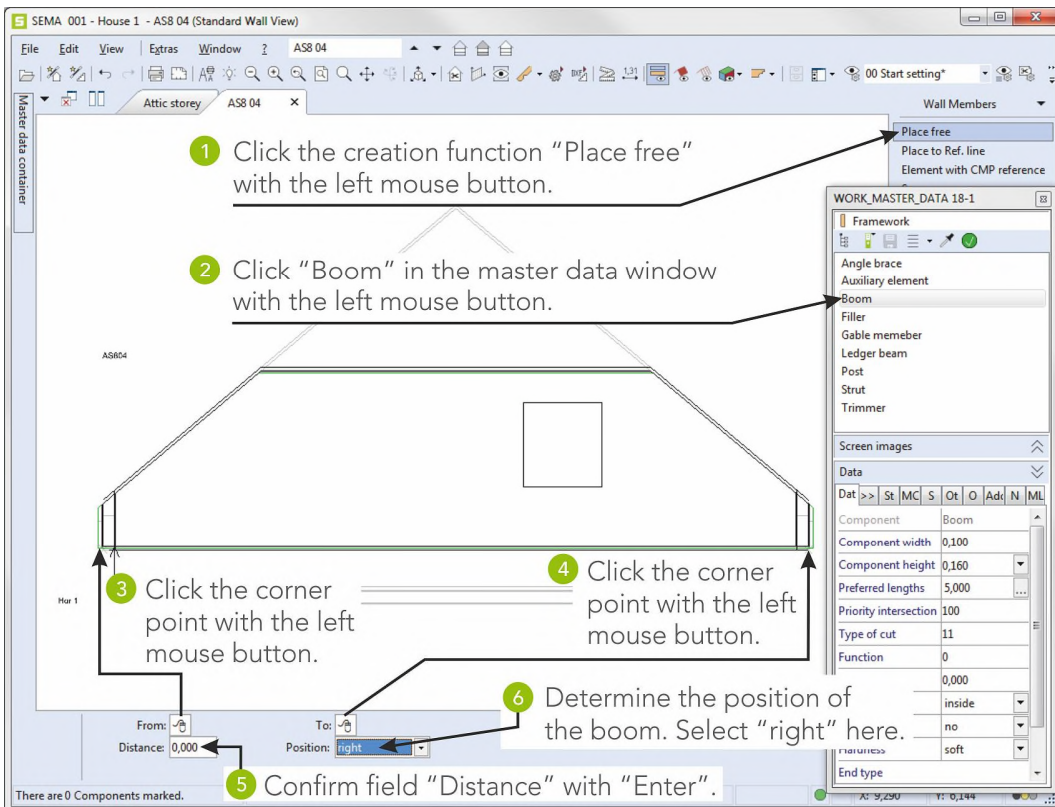 SEMA 001 - House 1 - AS8 04 (Standard Wall View)
File Edit View Extras Window ? AS8 04
1,31
00 Start setting*
Master data container
Attic storey AS8 04 ×
Wall Members
Place free
Place to Ref. line
Element with CMP reference
1 Click the creation function “Place free”
with the left mouse button.
WORK_MASTER_DATA 18-1
Framework
2 Click “Boom” in the master data window
with the left mouse button.
Angle brace
Auxiliary element
Boom
Filler
Gable memeber
Ledger beam
Post
Strut
Trimmer
AS804
Screen images
Data
Dat >> St MC S Ot O Adc N ML
Component Boom
Component width 0,100
Component height 0,160
Preferred lengths 5,000 ...
Priority intersection 100
Type of cut 11
Function 0
0,000
inside
no
Hardness soft
End type
3 Click the corner
point with the left
mouse button.
4 Click the corner
point with the left
mouse button.
Hor 1
6 Determine the position of
the boom. Select “right” here.
From: To:
Distance: 0,000 Position: right
5 Confirm field “Distance” with “Enter”.
There are 0 Components marked.
X: 9,290 Y: 6,144